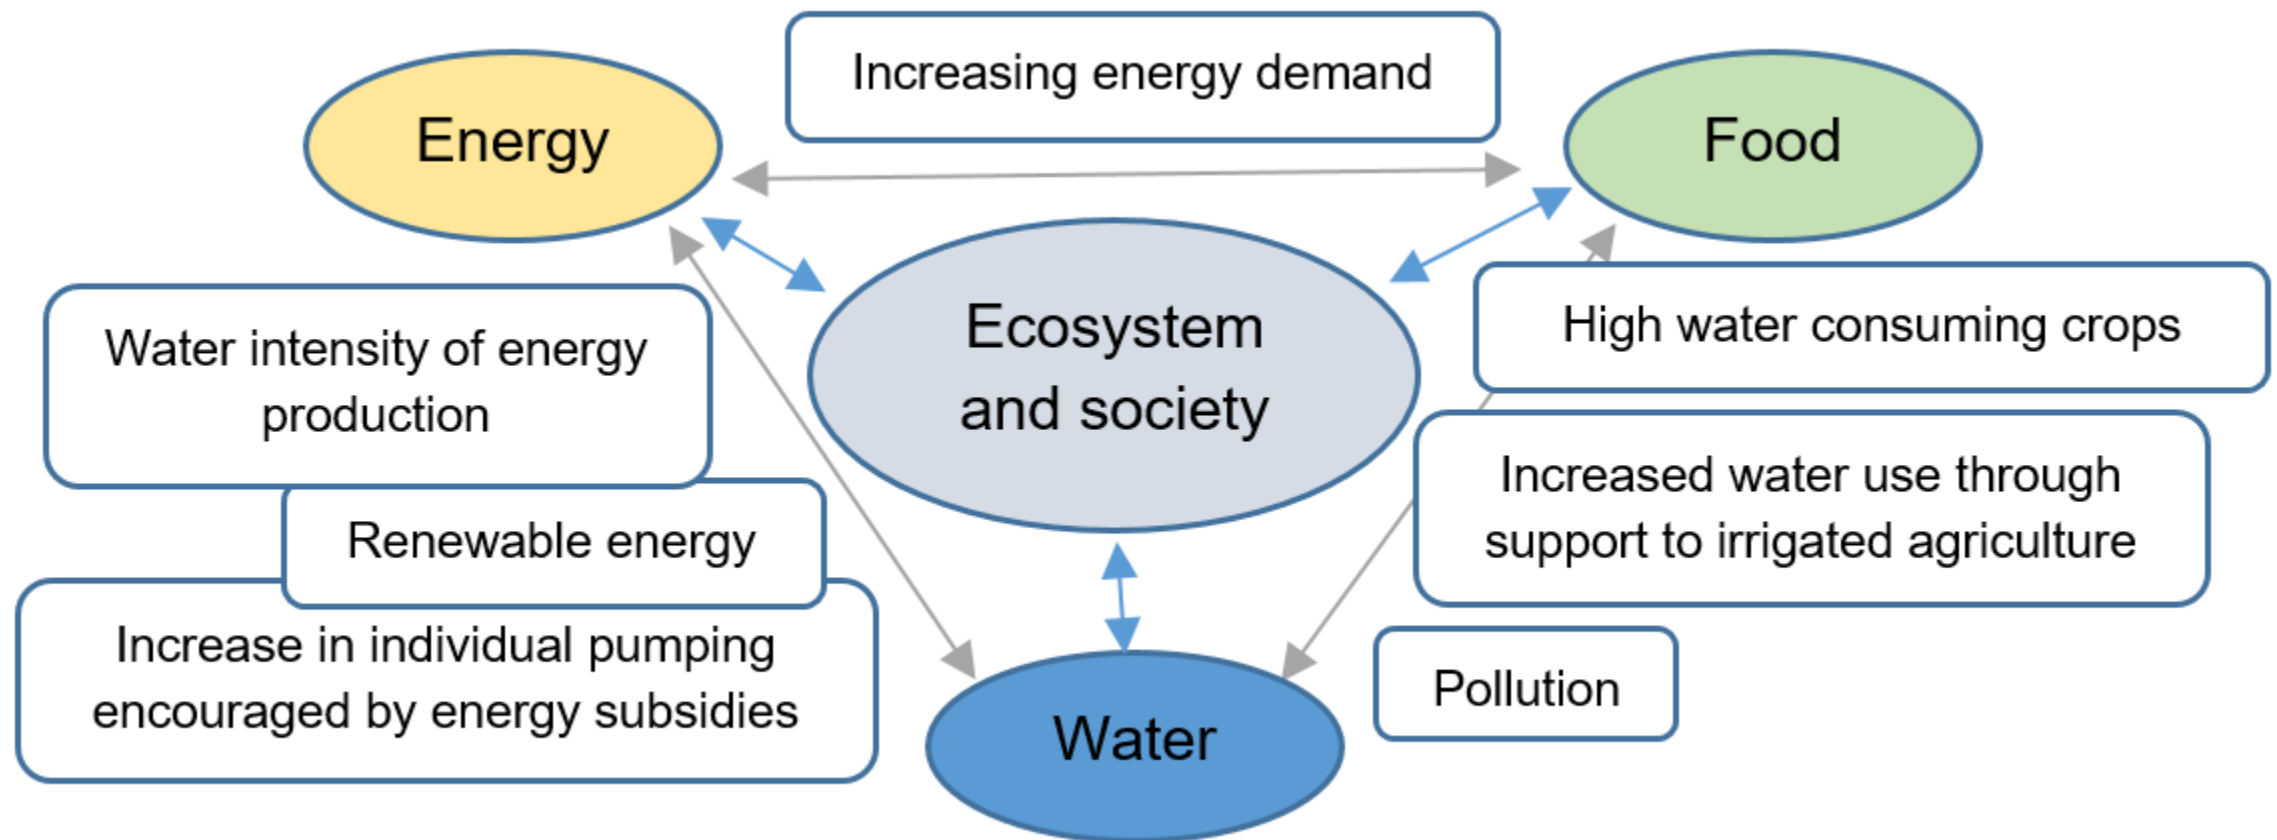 Increasing energy demand
Energy
Food
Ecosystem
and society
High water consuming crops
Water intensity of energy
production
Increased water use through
support to irrigated agriculture
Renewable energy
Increase in individual pumping
encouraged by energy subsidies
Pollution
Water